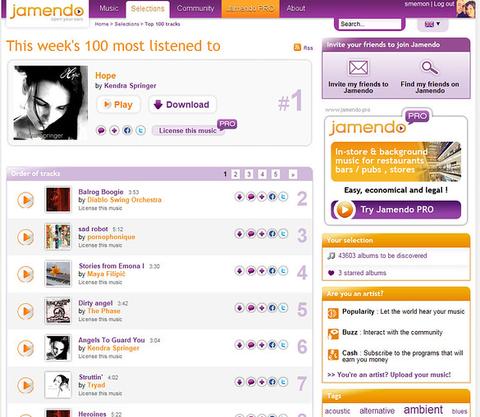 jamendo
open your ears
Music
Selections
Community
Jamendo PRO
smemon | Log out
Home > Selections > Top 100 tracks
Search...
This week's 100 most listened to
Rss
Hope
by Kendra Springer
Play
Download
License this music
PRO
#1
Hope
Springer
Order of tracks
1 2 3 4 5 »
Balrog Boogie 3:53
by Diablo Swing Orchestra
License this music
2
sad robot 5:12
by pornophonique
License this music
3
Stories from Emona I 3:30
by Maya Filipič
License this music
4
Dirty angel 3:42
by The Phase
License this music
5
Angels To Guard You 3:04
by Kendra Springer
License this music
6
Struttin' 4:02
by Tryad
License this music
7
Heroines 5:22
Invite your friends to join Jamendo
Invite my friends to
Jamendo
Find my friends on
Jamendo
www.jamendo.pro
jamendo
PRO
In-store & background
music for restaurants
bars / pubs , stores
Easy, economical and legal !
Try Jamendo PRO
Your selection
43603 albums to be discovered
3 starred albums
Are you an artist?
Popularity : Let the world hear your music
Buzz : Interact with the community
Cash : Subscribe to the programs that will
earn you money
>> You're an artist? Upload your music!
Tags
acoustic alternative ambient blues